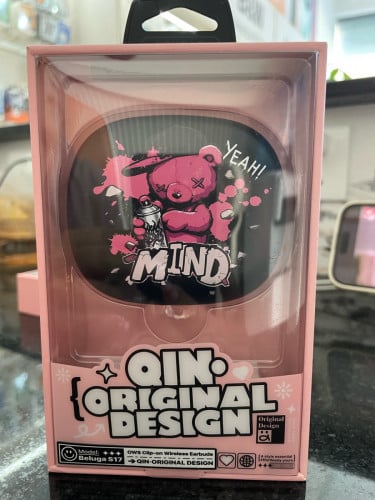 YEAH!
MIND
QIN·
ORIGINAL
DESIGN
Original
Design
Model:
Beluga S17
OWS Clip-on Wireless Earbuds
QIN-ORIGINAL DESIGN